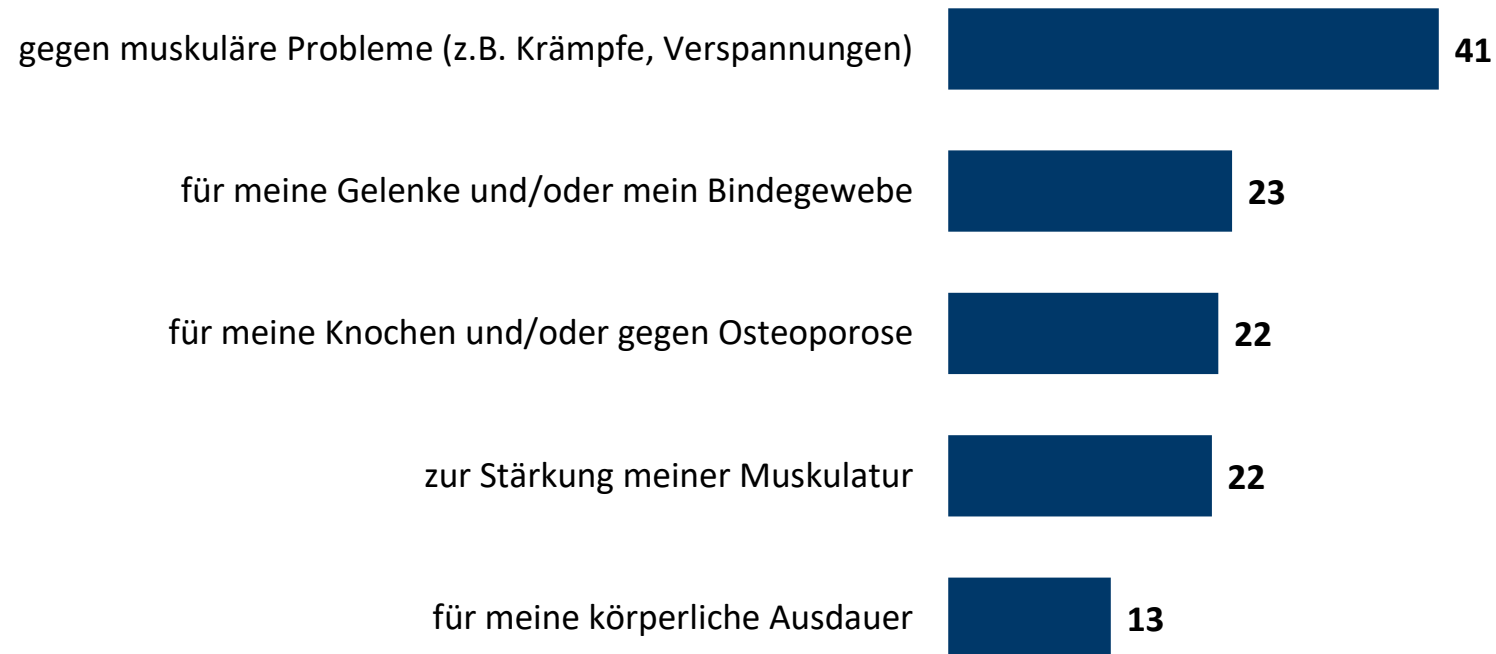 gegen muskuläre Probleme (z.B. Krämpfe, Verspannungen) 41
für meine Gelenke und/oder mein Bindegewebe 23
für meine Knochen und/oder gegen Osteoporose 22
zur Stärkung meiner Muskulatur 22
für meine körperliche Ausdauer 13